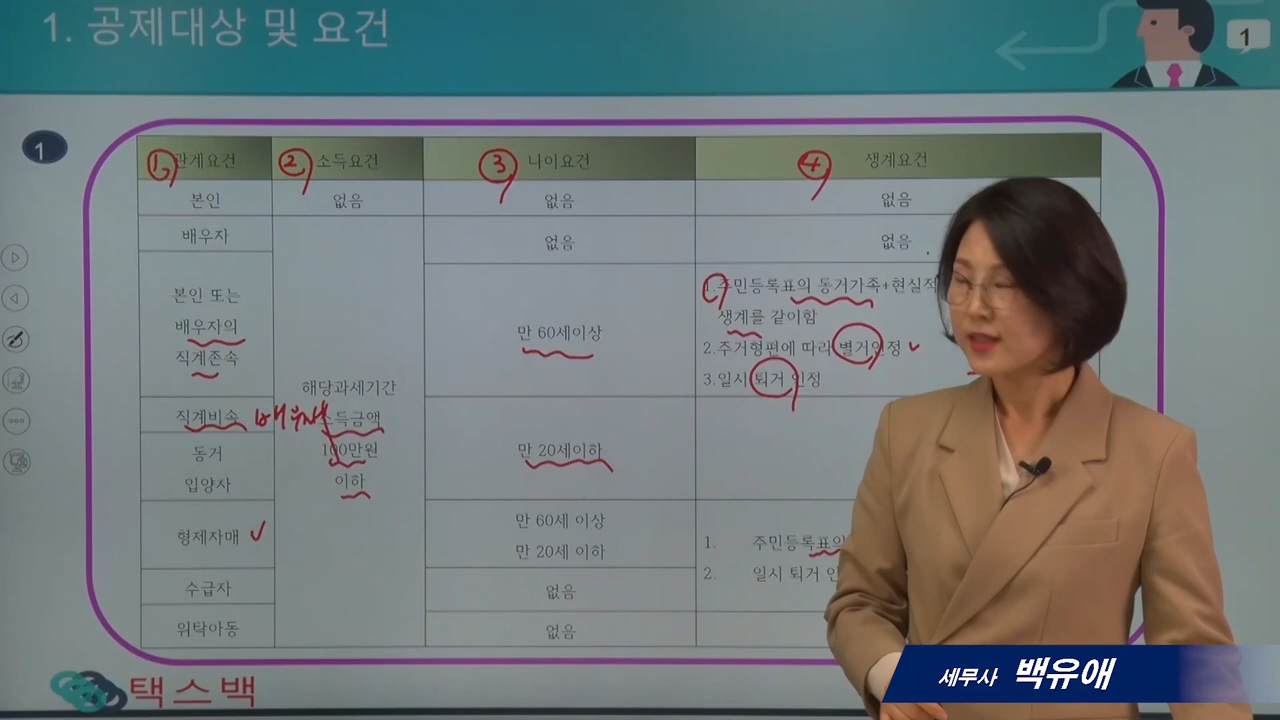 1. 공제대상 및 요건
1
1
① 관계요건 ② 소득요건 ③ 나이요건 ④ 생계요건
본인 없음 없음 없음
배우자 없음 없음
본인 또는
배우자의
직계존속
만 60세이상
1.주민등록표의 동거가족+현실적
생계를 같이함
2.주거형편에 따라 별거인정
3.일시 퇴거 인정
해당과세기간
소득금액
100만원
이하
직계비속 배우자
동거
입양자
만 20세이하
형제자매
만 60세 이상
만 20세 이하
1. 주민등록표의
2. 일시 퇴거 인
수급자 없음
위탁아동 없음
택스백
세무사 백유애